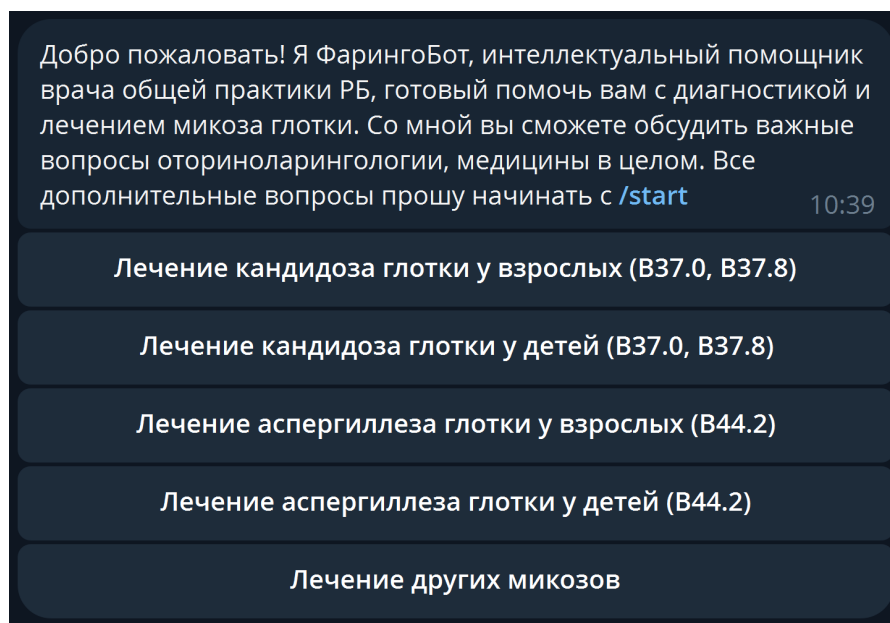 Добро пожаловать! Я ФарингоБот, интеллектуальный помощник
врача общей практики РБ, готовый помочь вам с диагностикой и
лечением микоза глотки. Со мной вы сможете обсудить важные
вопросы оториноларингологии, медицины в целом. Все
дополнительные вопросы прошу начинать с /start
10:39
Лечение кандидоза глотки у взрослых (B37.0, B37.8)
Лечение кандидоза глотки у детей (B37.0, B37.8)
Лечение аспергиллеза глотки у взрослых (B44.2)
Лечение аспергиллеза глотки у детей (B44.2)
Лечение других микозов